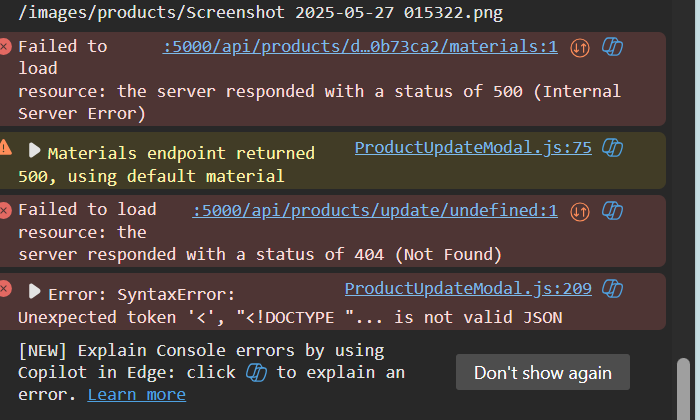 /images/products/Screenshot 2025-05-27 015322.png
Failed to :5000/api/products/d…0b73ca2/materials:1
load
resource: the server responded with a status of 500 (Internal
Server Error)
Materials endpoint returned ProductUpdateModal.js:75
500, using default material
Failed to load :5000/api/products/update/undefined:1
resource: the
server responded with a status of 404 (Not Found)
Error: SyntaxError: ProductUpdateModal.js:209
Unexpected token '<', "<!DOCTYPE "... is not valid JSON
[NEW] Explain Console errors by using
Copilot in Edge: click to explain an
error. Learn more
Don't show again